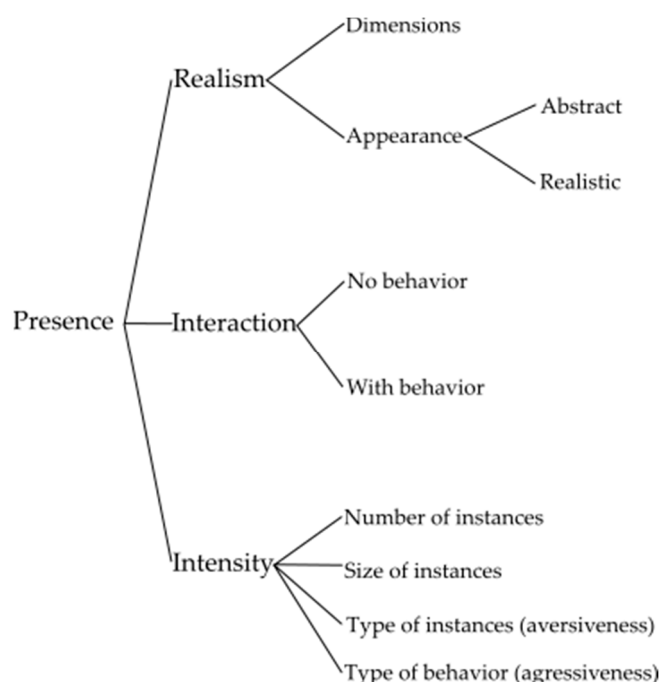 Dimensions
Realism
Appearance
Abstract
Realistic
No behavior
Presence
Interaction
With behavior
Number of instances
Intensity
Size of instances
Type of instances (aversiveness)
Type of behavior (agressiveness)